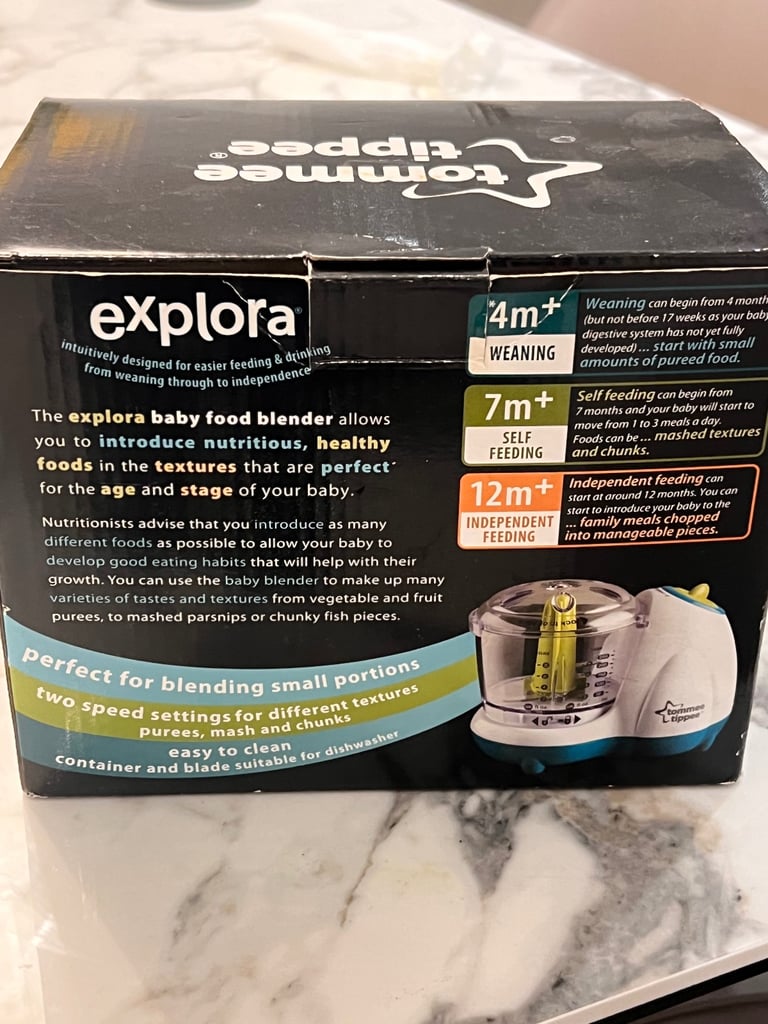 tommee
tippee®
explora®
intuitively designed for easier feeding & drinking
from weaning through to independence
The explora baby food blender allows
you to introduce nutritious, healthy
foods in the textures that are perfect
for the age and stage of your baby.
Nutritionists advise that you introduce as many
different foods as possible to allow your baby to
develop good eating habits that will help with their
growth. You can use the baby blender to make up many
varieties of tastes and textures from vegetable and fruit
purees, to mashed parsnips or chunky fish pieces.
perfect for blending small portions
two speed settings for different textures
purees, mash and chunks
easy to clean
container and blade suitable for dishwasher
*4m+
WEANING
Weaning can begin from 4 month
(but not before 17 weeks as your baby
digestive system has not yet fully
developed) ... start with small
amounts of pureed food.
7m+
SELF
FEEDING
Self feeding can begin from
7 months and your baby will start to
move from 1 to 3 meals a day.
Foods can be ... mashed textures
and chunks.
12m+
INDEPENDENT
FEEDING
Independent feeding can
start at around 12 months. You can
start to introduce your baby to the
... family meals chopped
into manageable pieces.
tommee
tippee